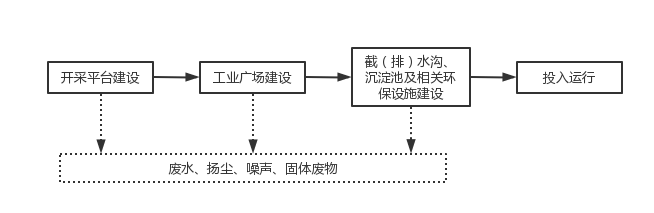 开采平台建设
工业广场建设
截（排）水沟、
沉淀池及相关环
保设施建设
投入运行
废水、扬尘、噪声、固体废物